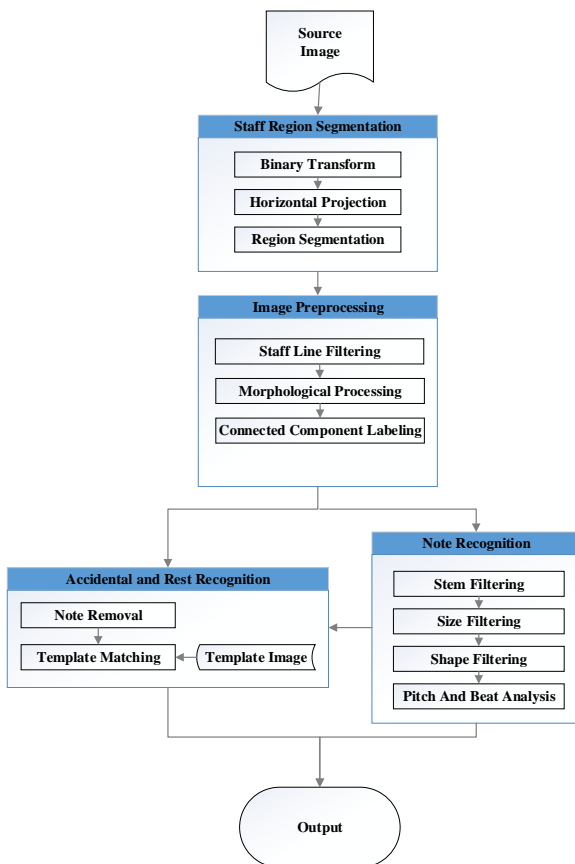 Source
Image
Staff Region Segmentation
Binary Transform
Horizontal Projection
Region Segmentation
Image Preprocessing
Staff Line Filtering
Morphological Processing
Connected Component Labeling
Note Recognition
Stem Filtering
Size Filtering
Shape Filtering
Pitch And Beat Analysis
Accidental and Rest Recognition
Note Removal
Template Matching
Template Image
Output